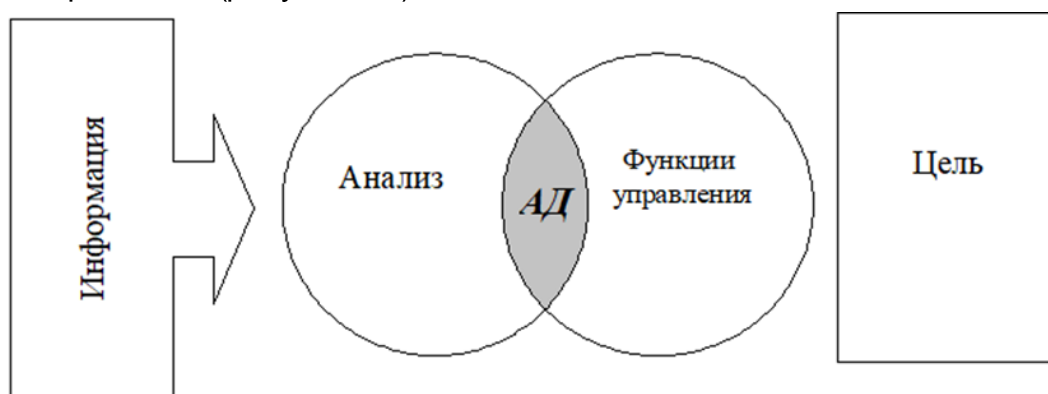 Информация
Анализ
АД
Функции
управления
Цель